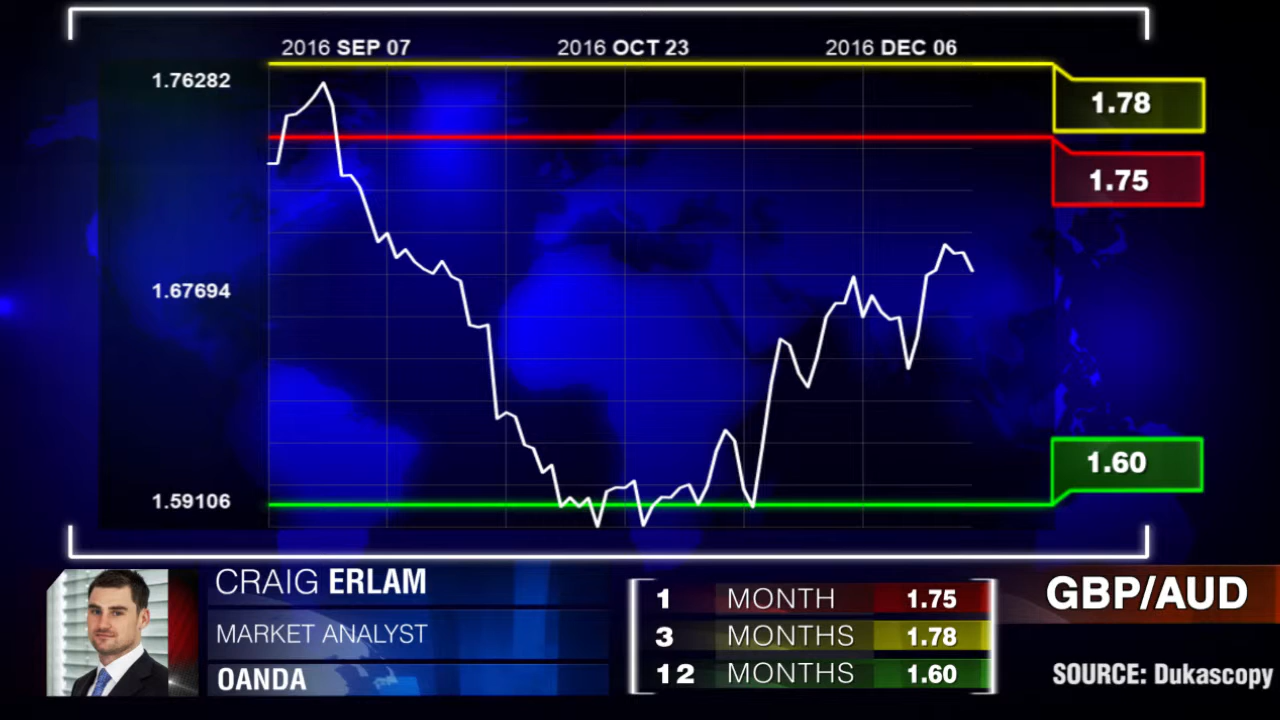 2016 SEP 07 2016 OCT 23 2016 DEC 06
1.76282
1.78
1.75
1.67694
1.60
1.59106
CRAIG ERLAM
MARKET ANALYST
OANDA
1 MONTH 1.75
3 MONTHS 1.78
12 MONTHS 1.60
GBP/AUD
SOURCE: Dukascopy